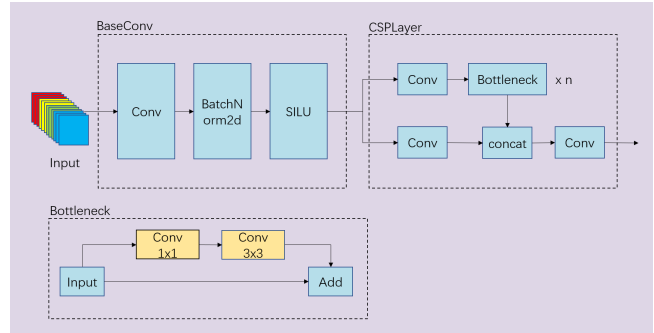 BaseConv
CSPLayer
Conv
BatchN
orm2d
SILU
Input
Conv
Bottleneck
x n
Conv
concat
Conv
Bottleneck
Conv
1x1
Conv
3x3
Input
Add